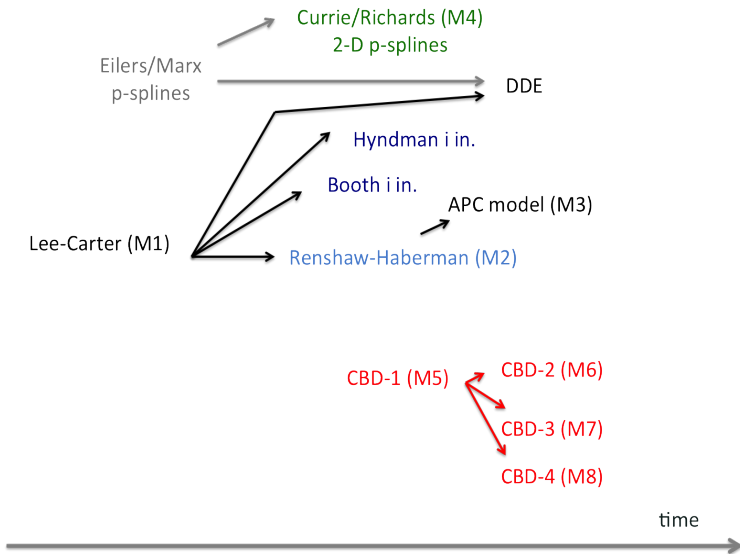 Currie/Richards (M4)
2-D p-splines
Eilers/Marx
p-splines
DDE
Hyndman i in.
Booth i in.
APC model (M3)
Lee-Carter (M1)
Renshaw-Haberman (M2)
CBD-1 (M5)
CBD-2 (M6)
CBD-3 (M7)
CBD-4 (M8)
time